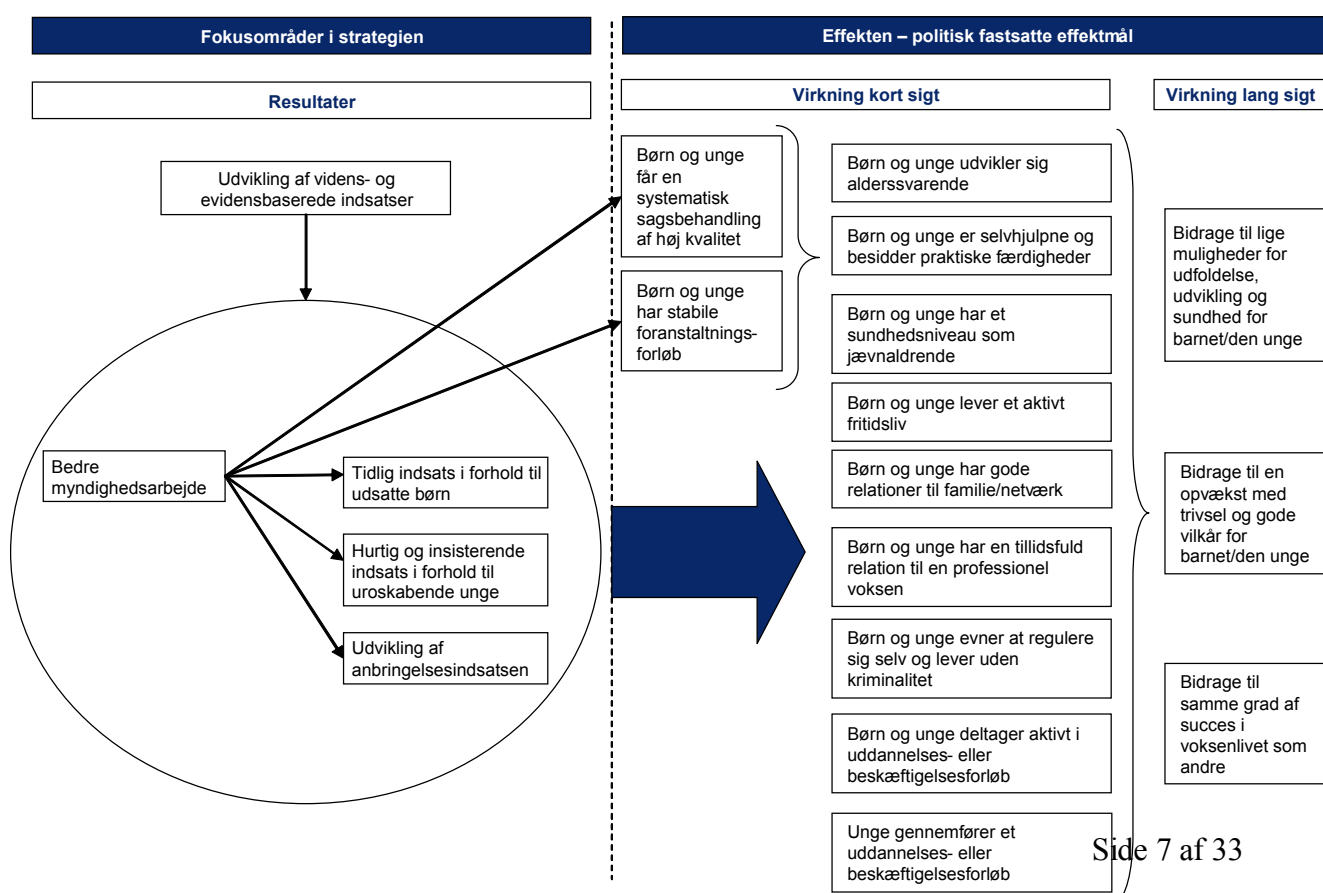 Fokusområder i strategien
Resultater
Udvikling af videns- og
evidensbaserede indsatser
Bedre
myndighedsarbejde
Tidlig indsats i forhold til
udsatte børn
Hurtig og insisterende
indsats i forhold til
uroskabende unge
Udvikling af
anbringelsesindsatsen
Effekten – politisk fastsatte effektmål
Virkning kort sigt
Børn og unge
får en
systematisk
sagsbehandling
af høj kvalitet
Børn og unge
har stabile
foranstaltnings-
forløb
Børn og unge udvikler sig
alderssvarende
Børn og unge er selvhjulpne og
besidder praktiske færdigheder
Børn og unge har et
sundhedsniveau som
jævnaldrende
Børn og unge lever et aktivt
fritidsliv
Børn og unge har gode
relationer til familie/netværk
Børn og unge har en tillidsfuld
relation til en professionel
voksen
Børn og unge evner at regulere
sig selv og lever uden
kriminalitet
Børn og unge deltager aktivt i
uddannelses- eller
beskæftigelsesforløb
Unge gennemfører et
uddannelses- eller
beskæftigelsesforløb
Virkning lang sigt
Bidrage til lige
muligheder for
udfoldelse,
udvikling og
sundhed for
barnet/den unge
Bidrage til en
opvækst med
trivsel og gode
vilkår for
barnet/den unge
Bidrage til
samme grad af
succes i
voksenlivet som
andre
Side 7 af 33